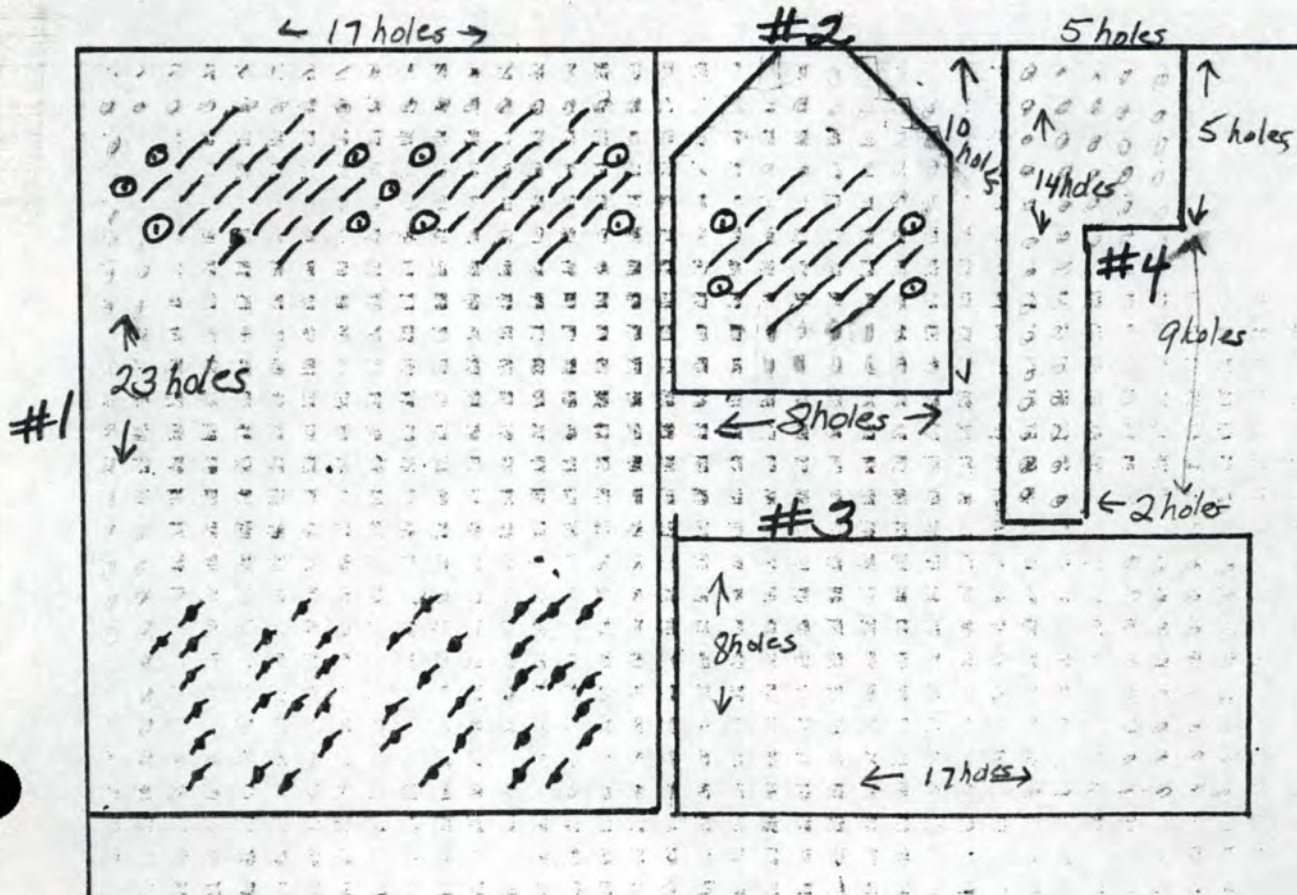 ← 17 holes →
#2
5 holes
10 holes
5 holes
14 holes
#4
9 holes
23 holes
#1
← 8 holes →
← 2 holes
#3
8 holes
← 17 holes →